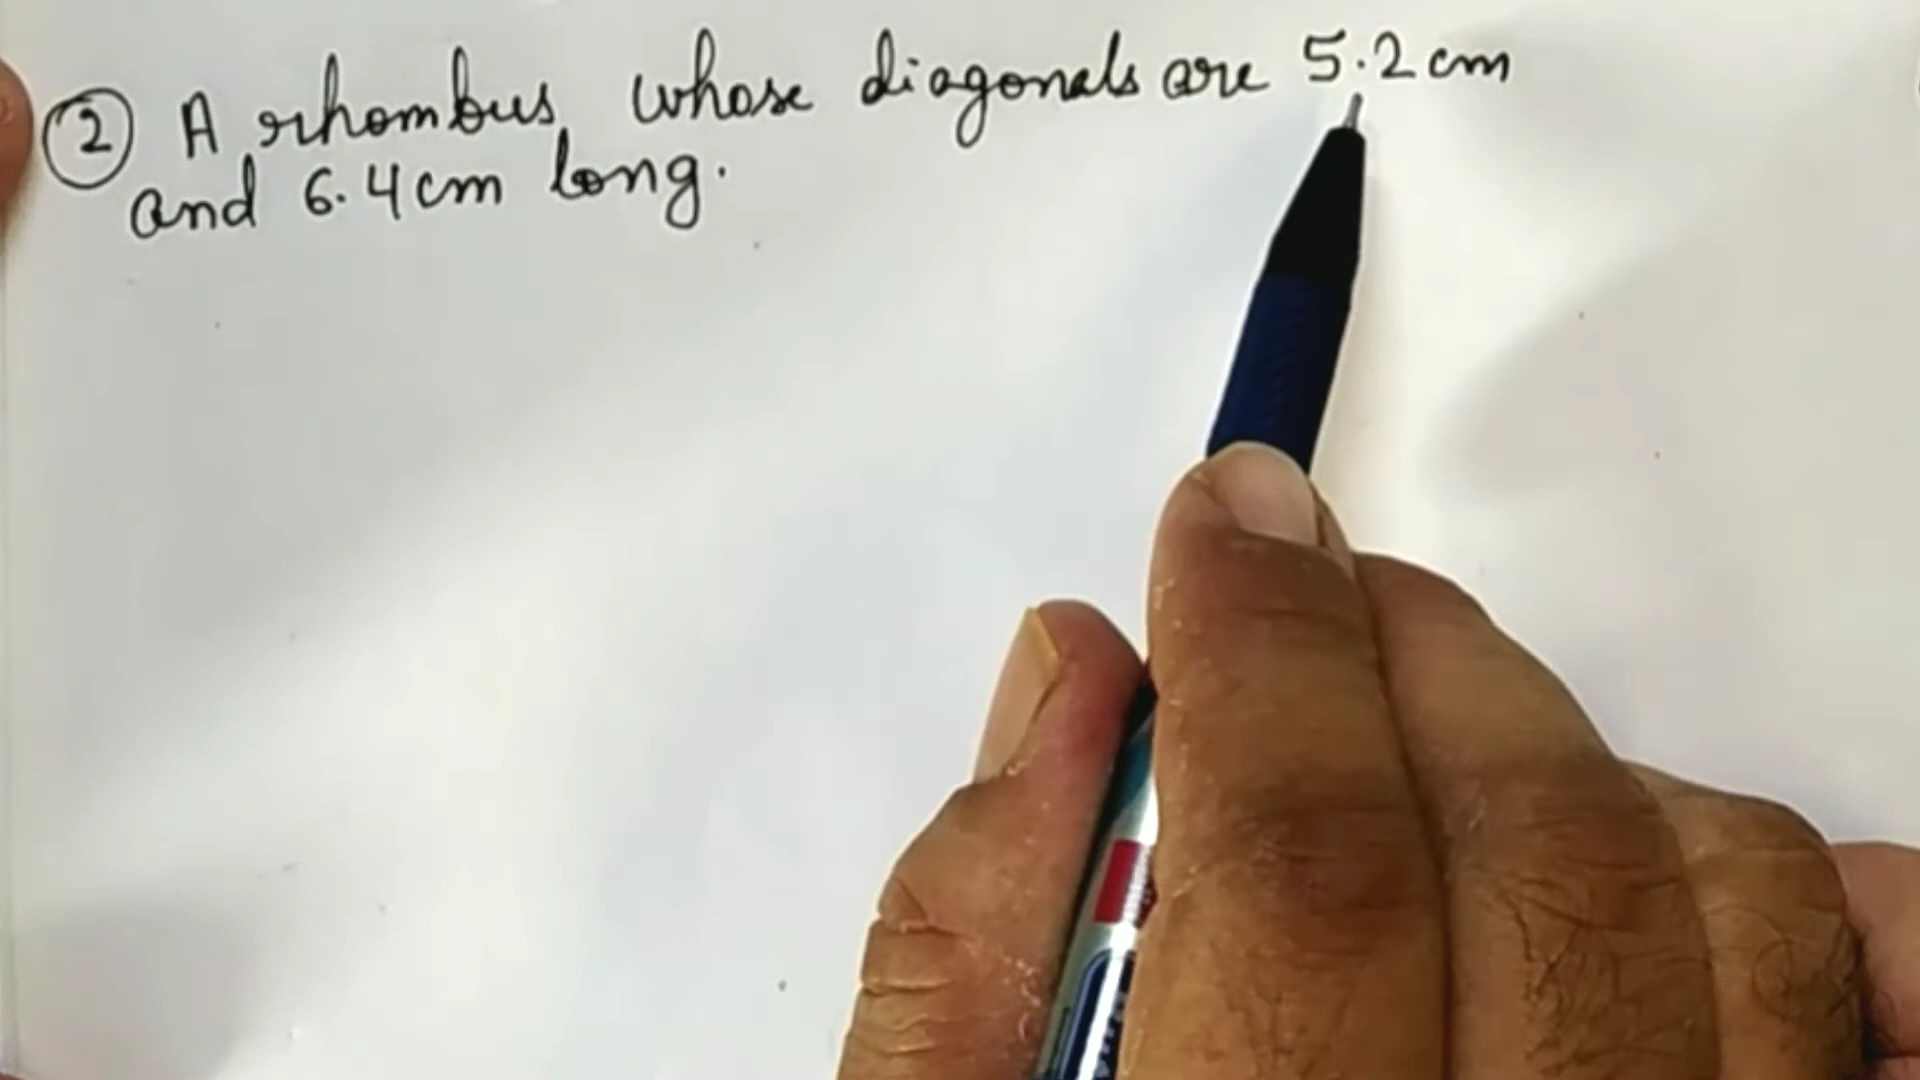 ② A rhombus whose diagonals are 5.2 cm
and 6.4 cm long.